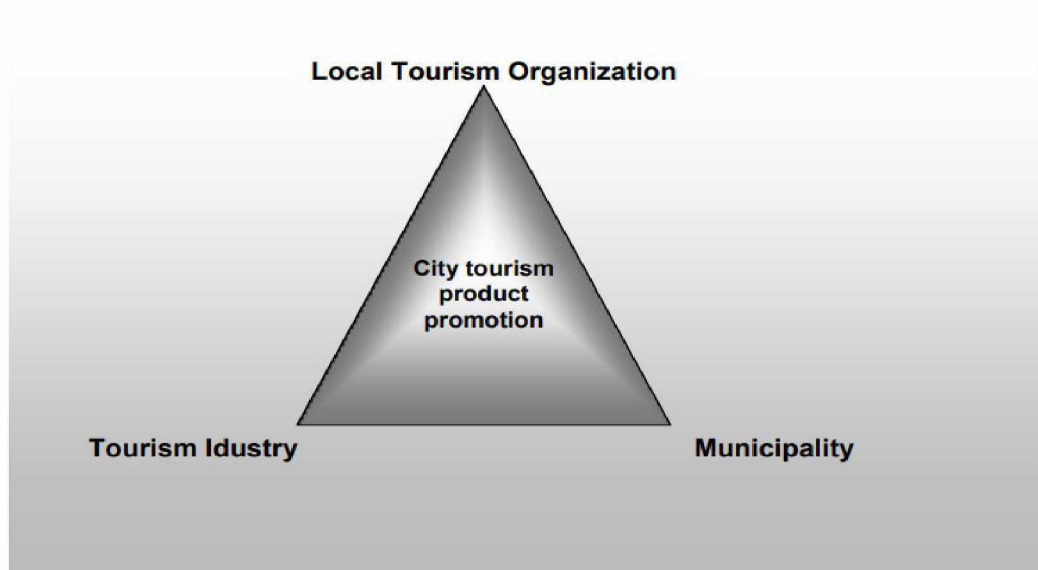 Local Tourism Organization
City tourism
product
promotion
Tourism Idustry
Municipality